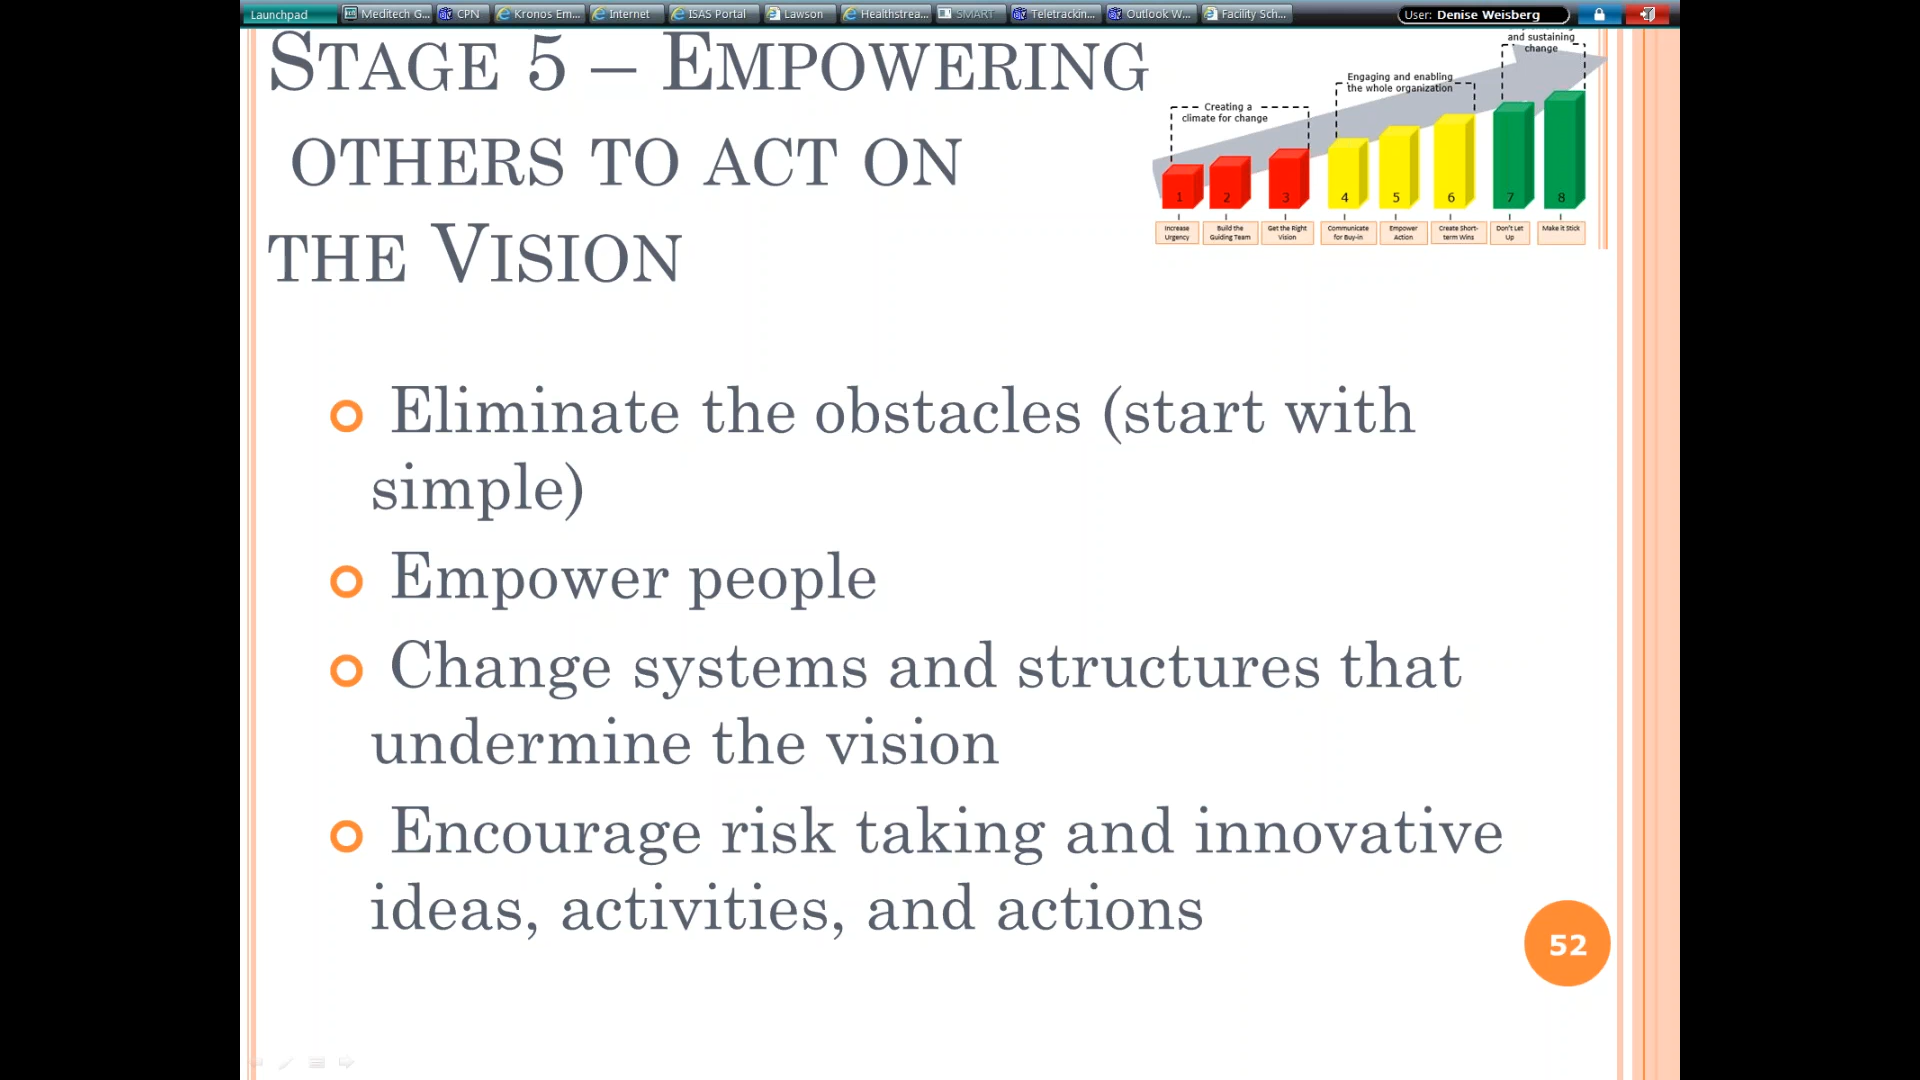 Launchpad
Meditech G...
CPN
Kronos Em...
Internet
ISAS Portal
Lawson
Healthstrea...
SMART
Teletrackin...
Outlook W...
Facility Sch...
User: Denise Weisberg
STAGE 5 – EMPOWERING
OTHERS TO ACT ON
THE VISION
and sustaining
change
Engaging and enabling
the whole organization
Creating a
climate for change
1
2
3
4
5
6
7
8
Increase
Urgency
Build the
Guiding Team
Get the Right
Vision
Communicate
for Buy-in
Empower
Action
Create Short-
term Wins
Don't Let
Up
Make it Stick
Eliminate the obstacles (start with
simple)
Empower people
Change systems and structures that
undermine the vision
Encourage risk taking and innovative
ideas, activities, and actions
52